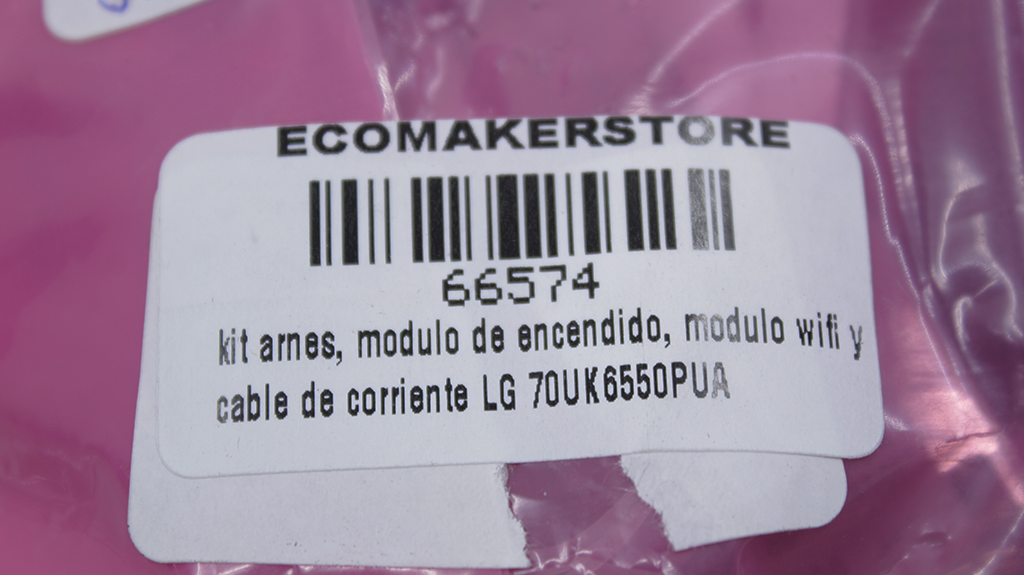 ECOMAKERSTORE
66574
kit arnes, modulo de encendido, modulo wifi y
cable de corriente LG 70UK6550PUA